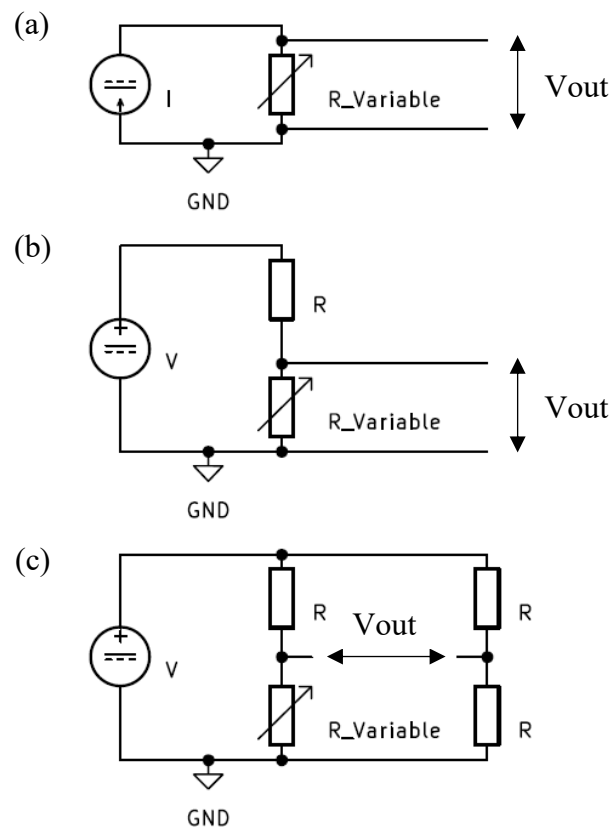 (a)
I
R_Variable
Vout
GND
(b)
R
V
R_Variable
Vout
GND
(c)
R
Vout
R
V
R_Variable
R
GND